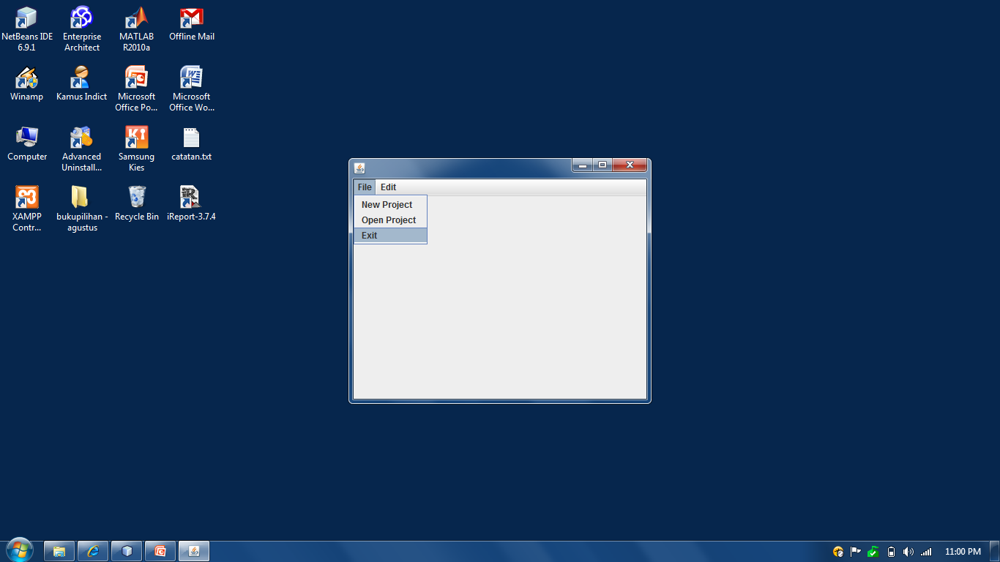 NetBeans IDE
6.9.1
Enterprise
Architect
MATLAB
R2010a
Offline Mail
Winamp
Kamus Indict
Microsoft
Office Po...
Microsoft
Office Wo...
Computer
Advanced
Uninstall...
Samsung
Kies
catatan.txt
XAMPP
Contr...
bukupilihan -
agustus
Recycle Bin
iReport-3.7.4
File Edit
New Project
Open Project
Exit
11:00 PM